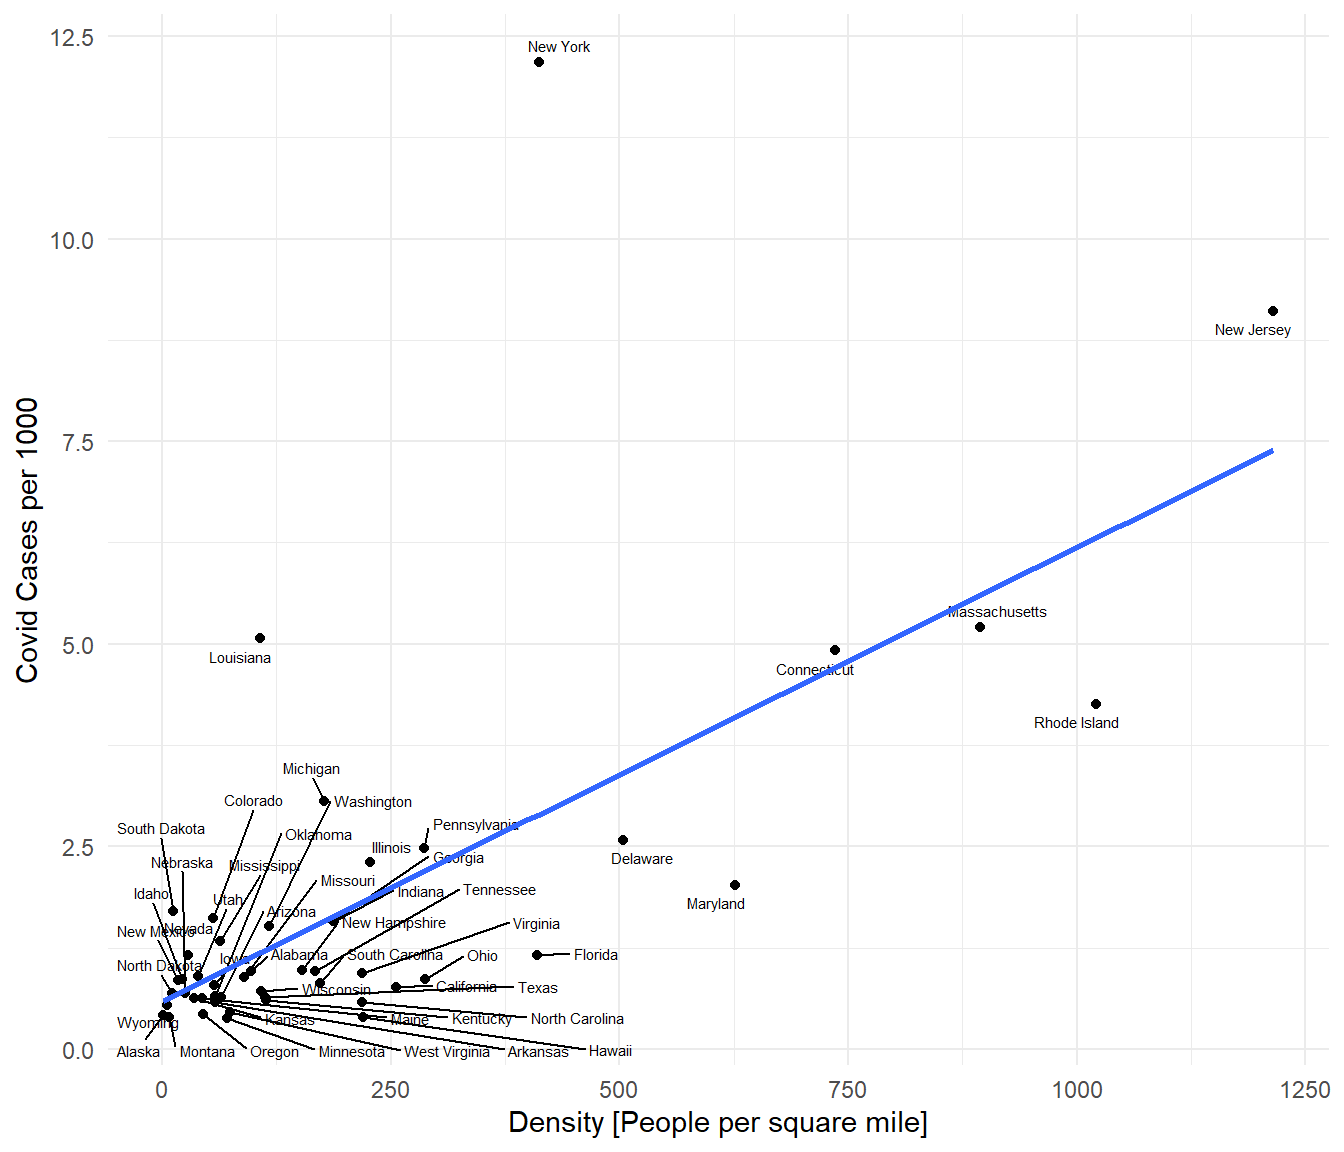 12.5
New York
10.0
New Jersey
7.5
Massachusetts
5.0
Louisiana
Connecticut
Rhode Island
Michigan
Colorado
Washington
South Dakota
Oklahoma
Pennsylvania
2.5
Illinois
Georgia
Delaware
Nebraska
Mississippi
Missouri
Idaho
Utah
Indiana
Tennessee
Maryland
Arizona
New Hampshire
Virginia
Nevada
New Mexico
Iowa
Alabama
South Carolina
Ohio
Florida
North Dakota
Wisconsin
California
Texas
Wyoming
Kansas
Maine
Kentucky
North Carolina
0.0
Alaska
Montana
Oregon
Minnesota
West Virginia
Arkansas
Hawaii
0 250 500 750 1000 1250
Density [People per square mile]
Covid Cases per 1000